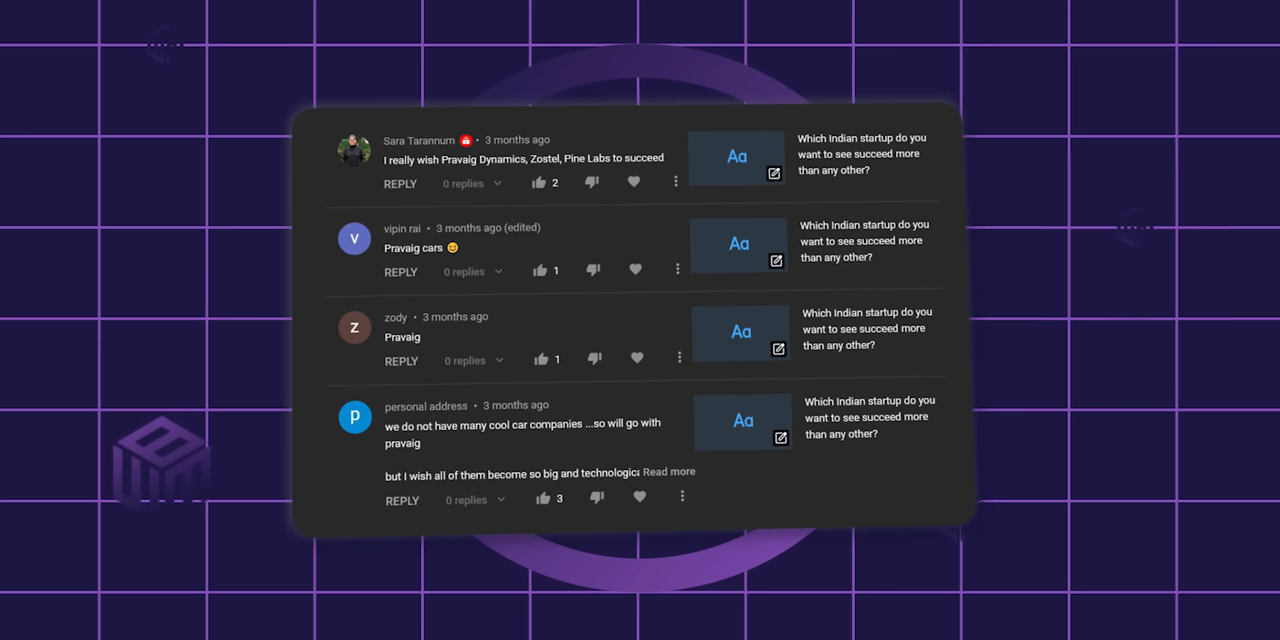 Sara Tarannum • 3 months ago
I really wish Pravaig Dynamics, Zostel, Pine Labs to succeed
REPLY 0 replies 2
Aa
Which Indian startup do you
want to see succeed more
than any other?
V
vipin rai • 3 months ago (edited)
Pravaig cars 😊
REPLY 0 replies 1
Aa
Which Indian startup do you
want to see succeed more
than any other?
Z
zody • 3 months ago
Pravaig
REPLY 0 replies 1
Aa
Which Indian startup do you
want to see succeed more
than any other?
p
personal address • 3 months ago
we do not have many cool car companies ...so will go with
pravaig
but I wish all of them become so big and Read more
REPLY 0 replies 3
Aa
Which Indian startup do you
want to see succeed more
than any other?